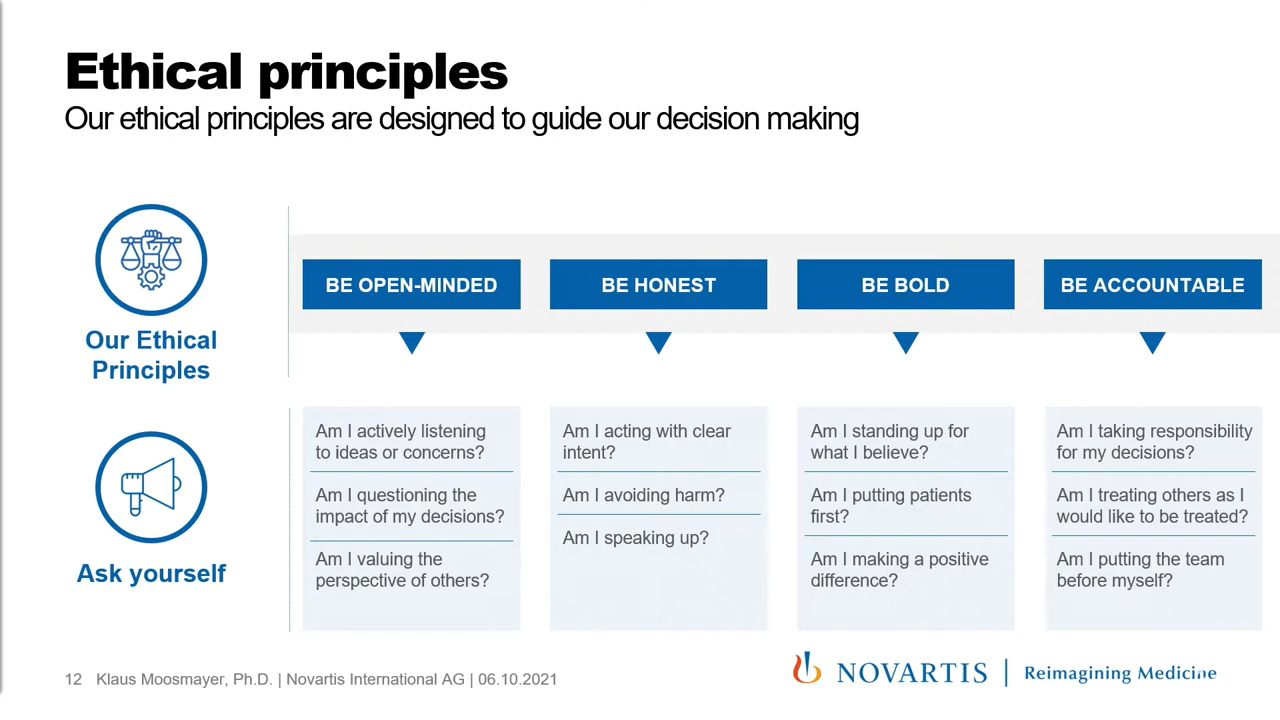 Ethical principles
Our ethical principles are designed to guide our decision making
Our Ethical
Principles
BE OPEN-MINDED
BE HONEST
BE BOLD
BE ACCOUNTABLE
Ask yourself
Am I actively listening
to ideas or concerns?
Am I questioning the
impact of my decisions?
Am I valuing the
perspective of others?
Am I acting with clear
intent?
Am I avoiding harm?
Am I speaking up?
Am I standing up for
what I believe?
Am I putting patients
first?
Am I making a positive
difference?
Am I taking responsibility
for my decisions?
Am I treating others as I
would like to be treated?
Am I putting the team
before myself?
12 Klaus Moosmayer, Ph.D. | Novartis International AG | 06.10.2021
NOVARTIS | Reimagining Medicine